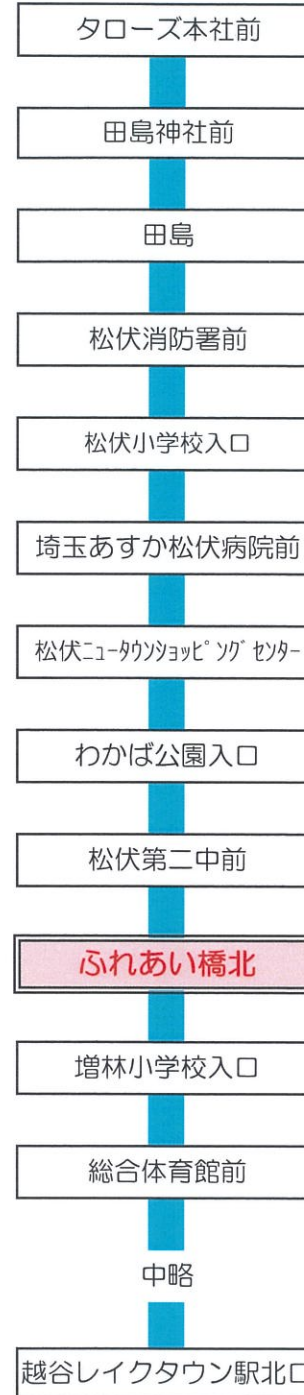 タローズ本社前
田島神社前
田島
松伏消防署前
松伏小学校入口
埼玉あすか松伏病院前
松伏ﾆｭｰﾀｳﾝｼｮｯﾋﾟﾝｸﾞｾﾝﾀｰ
わかば公園入口
松伏第二中前
ふれあい橋北
増林小学校入口
総合体育館前
中略
越谷レイクタウン駅北口